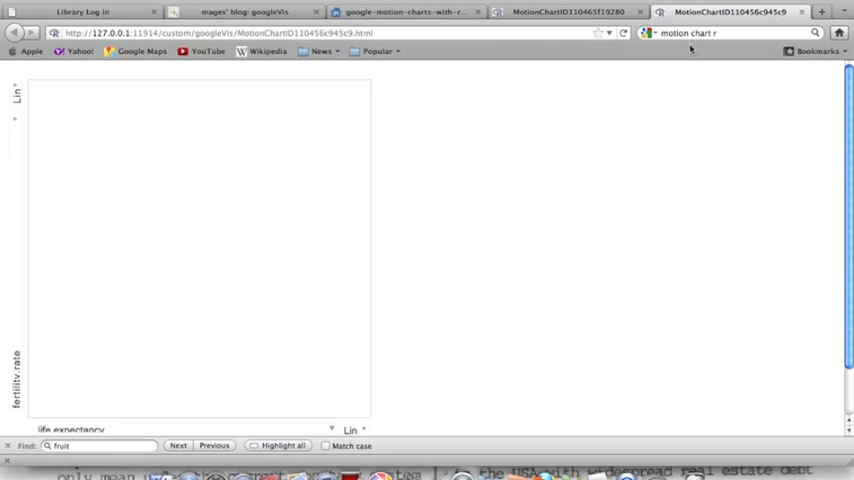 Library Log in
mages' blog: googleVis
google-motion-charts-with-r...
MotionChartID110465f19280
MotionChartID110456c945c9
http://127.0.0.1:11914/custom/googleVis/MotionChartID110456c945c9.html
motion chart r
Apple
Yahoo!
Google Maps
YouTube
Wikipedia
News
Popular
Bookmarks
Lin
fertility.rate
life expectancy
Lin
Find:
fruit
Next
Previous
Highlight all
Match case
the USA with widespread real estate debt